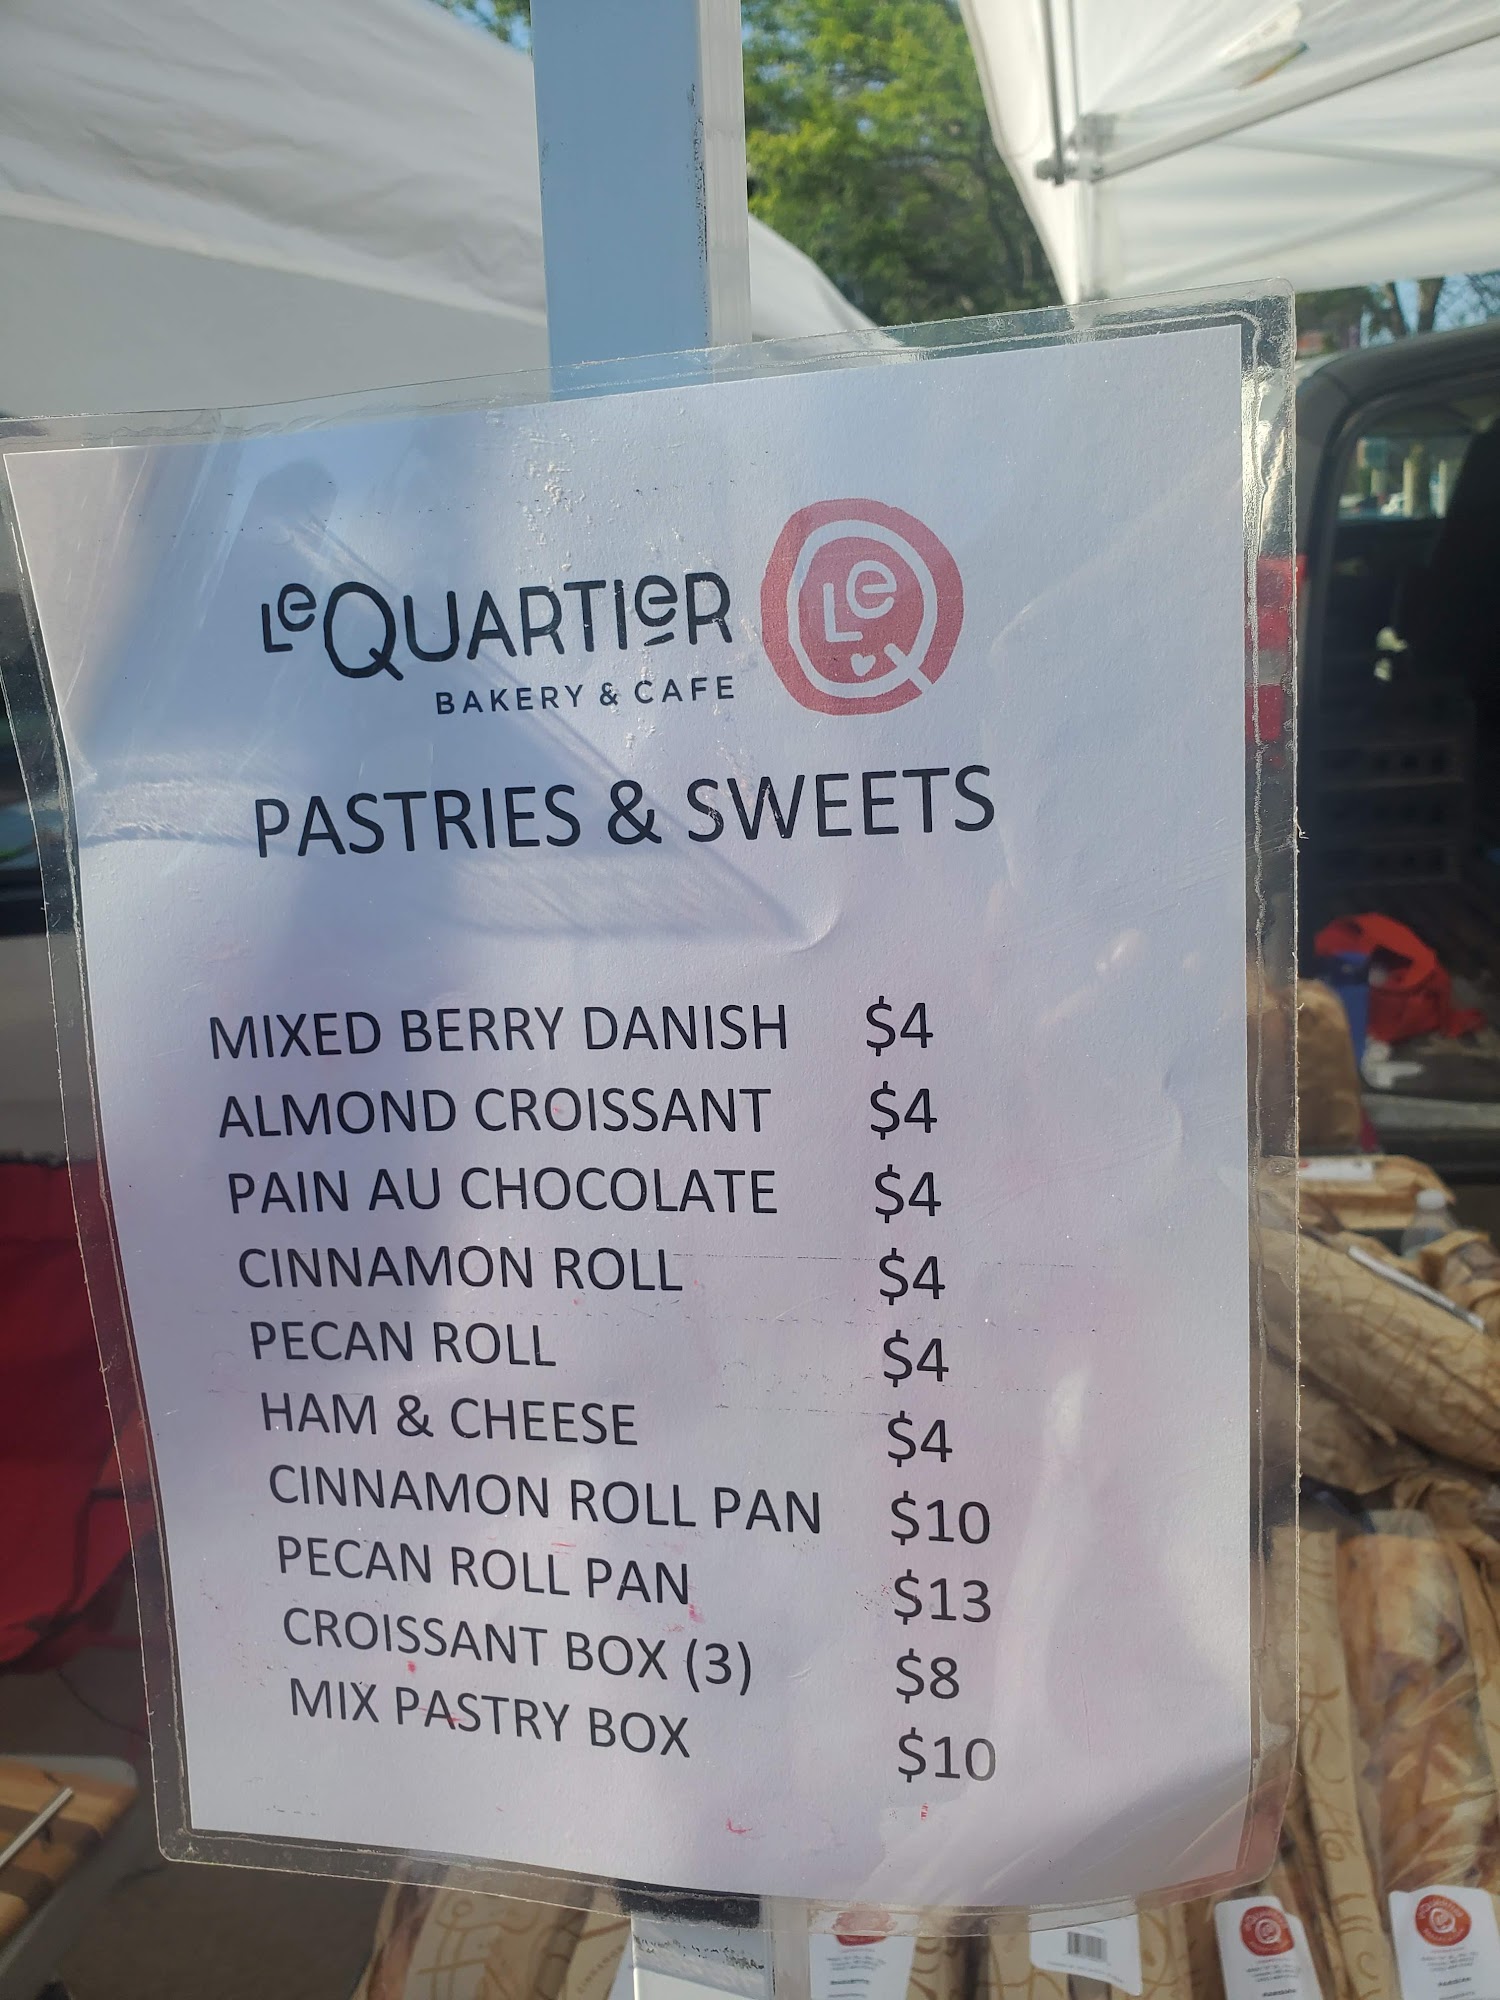 LeQUARTIeR
BAKERY & CAFE
Le
Q
PASTRIES & SWEETS
MIXED BERRY DANISH $4
ALMOND CROISSANT $4
PAIN AU CHOCOLATE $4
CINNAMON ROLL $4
PECAN ROLL $4
HAM & CHEESE $4
CINNAMON ROLL PAN $10
PECAN ROLL PAN $13
CROISSANT BOX (3) $8
MIX PASTRY BOX $10